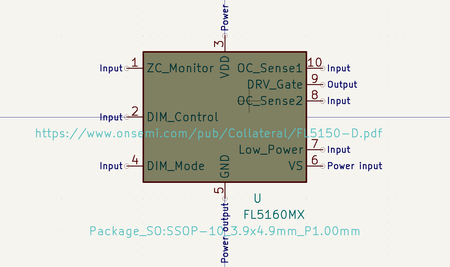 Power
3
VDD
Input 1 ZC_Monitor OC_Sense1 10 Input
DRV_Gate 9 Output
OC_Sense2 8 Input
Input 2 DIM_Control
https://www.onsemi.com/pub/Collateral/FL5150-D.pdf
Low_Power 7 Input
Input 4 DIM_Mode VS 6 Power input
GND
5
Power output
U
FL5160MX
Package_SO:SSOP-10_3.9x4.9mm_P1.00mm